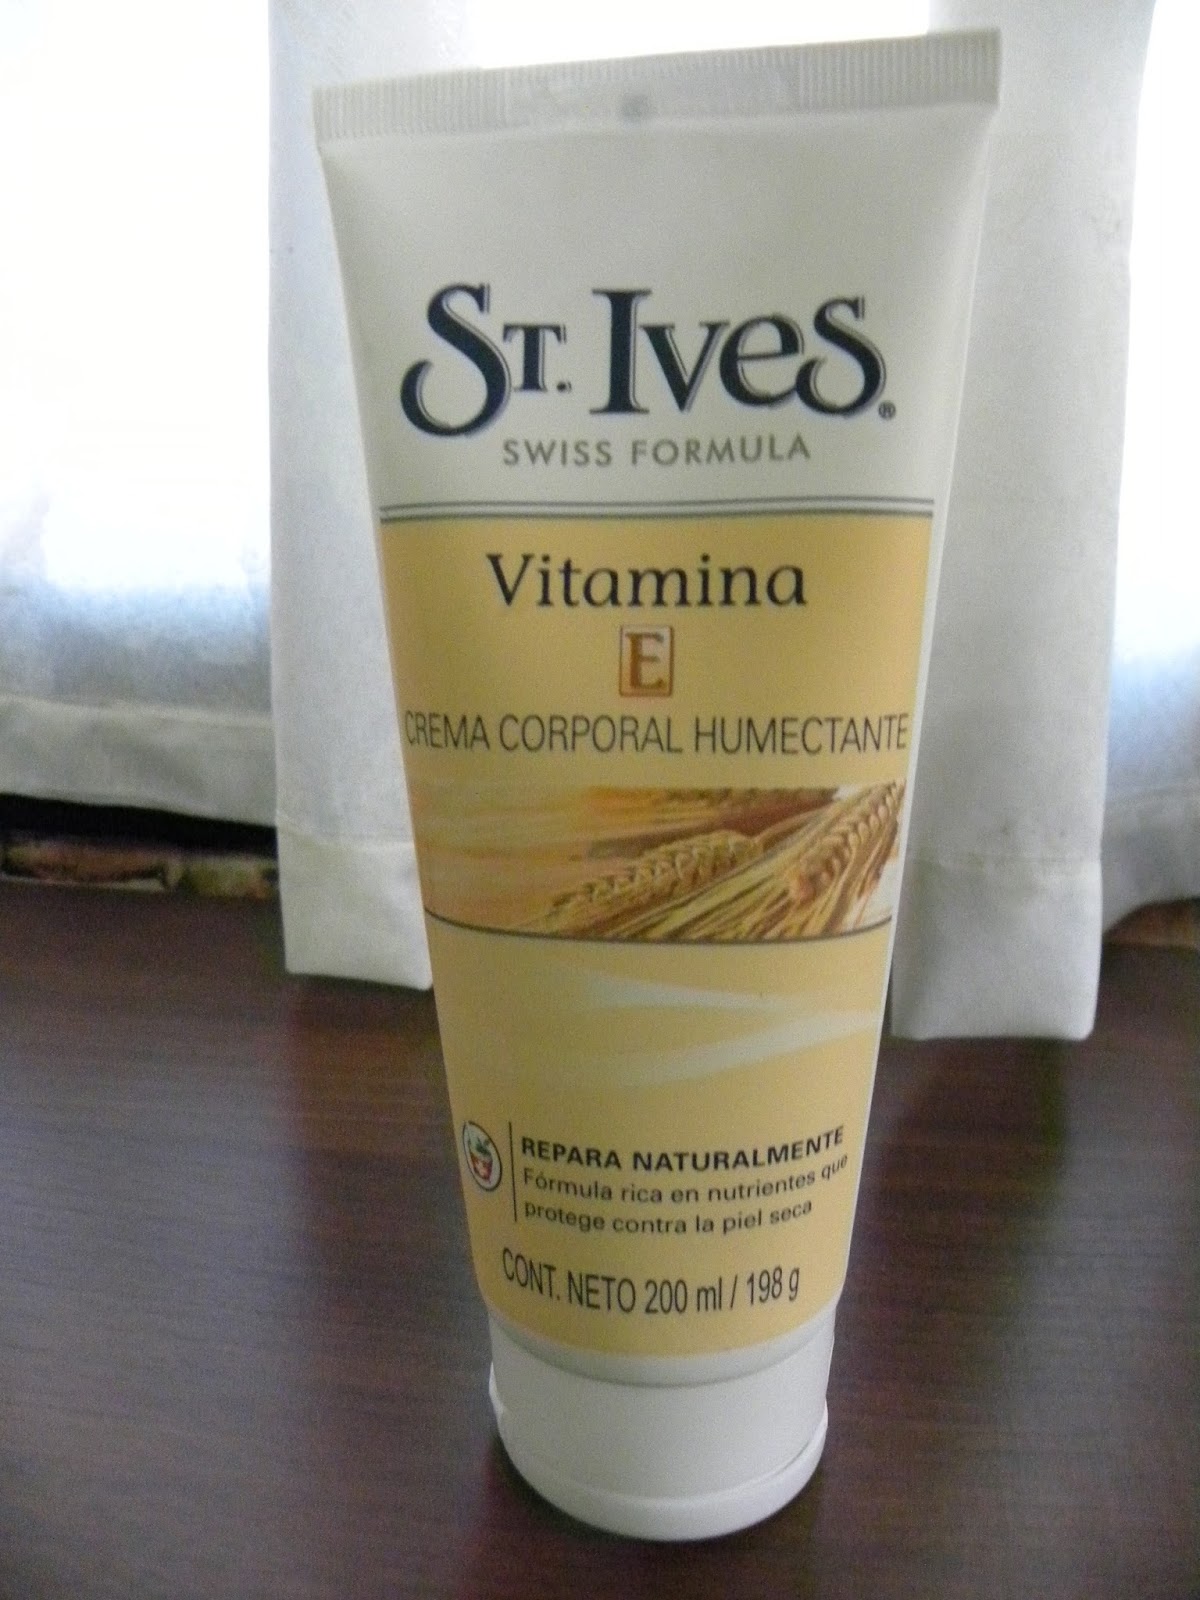 St. Ives®
SWISS FORMULA
Vitamina
E
CREMA CORPORAL HUMECTANTE
REPARA NATURALMENTE
Fórmula rica en nutrientes que
protege contra la piel seca
CONT. NETO 200 ml / 198 g